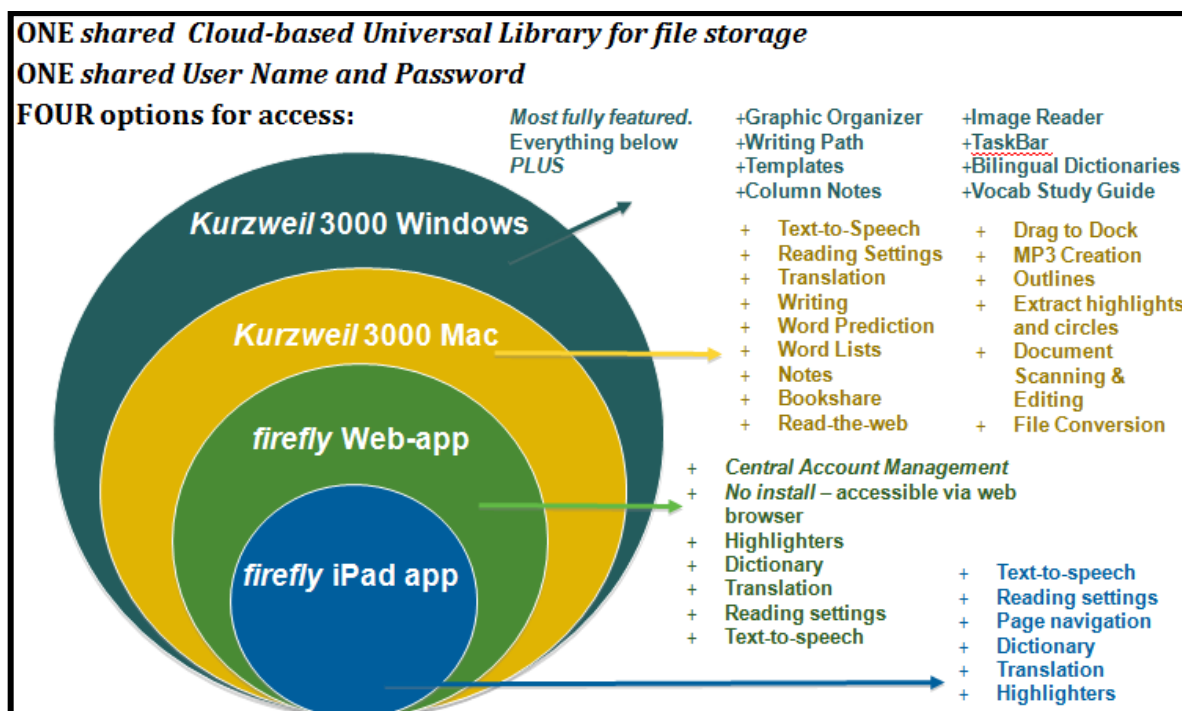 ONE shared Cloud-based Universal Library for file storage
ONE shared User Name and Password
FOUR options for access:
Most fully featured.
Everything below
PLUS
+Graphic Organizer
+Writing Path
+Templates
+Column Notes
+Image Reader
+TaskBar
+Bilingual Dictionaries
+Vocab Study Guide
Kurzweil 3000 Windows
+ Text-to-Speech
+ Reading Settings
+ Translation
+ Writing
+ Word Prediction
+ Word Lists
+ Notes
+ Bookshare
+ Read-the-web
+ Drag to Dock
+ MP3 Creation
+ Outlines
+ Extract highlights
and circles
+ Document
Scanning &
Editing
+ File Conversion
Kurzweil 3000 Mac
firefly Web-app
+ Central Account Management
+ No install – accessible via web
browser
+ Highlighters
+ Dictionary
+ Translation
+ Reading settings
+ Text-to-speech
firefly iPad app
+ Text-to-speech
+ Reading settings
+ Page navigation
+ Dictionary
+ Translation
+ Highlighters